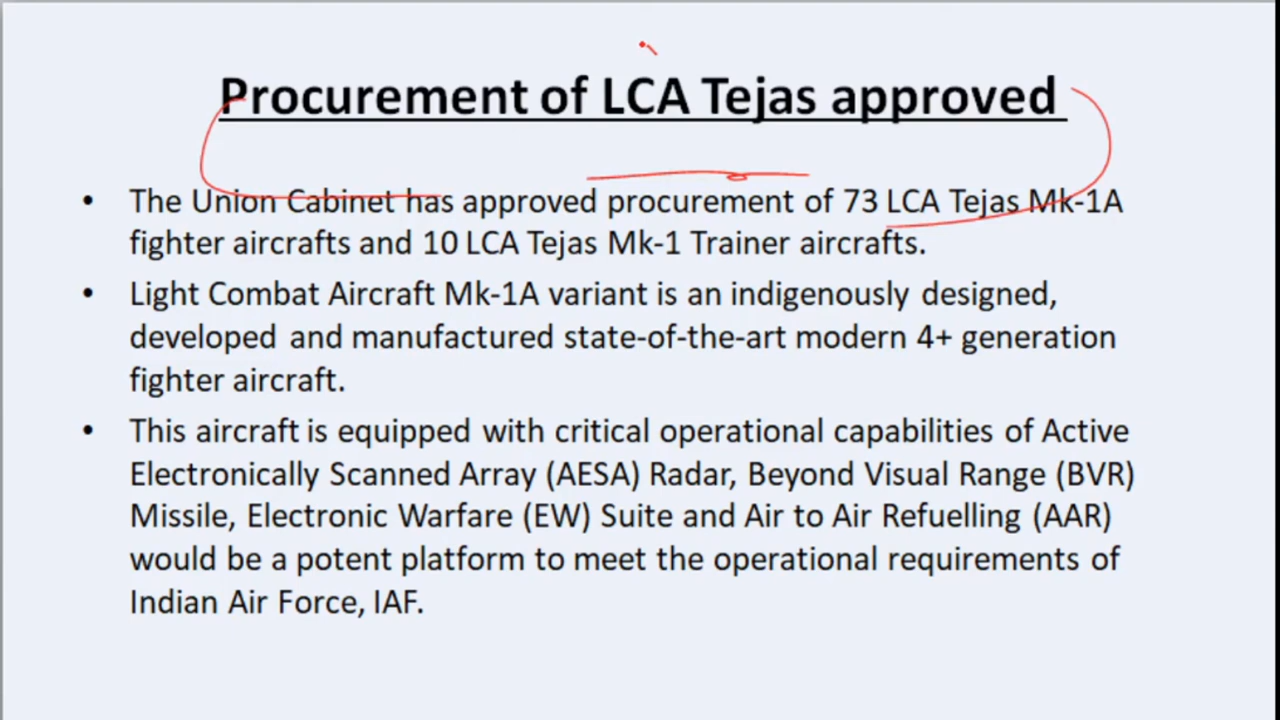 Procurement of LCA Tejas approved
• The Union Cabinet has approved procurement of 73 LCA Tejas Mk-1A
fighter aircrafts and 10 LCA Tejas Mk-1 Trainer aircrafts.
• Light Combat Aircraft Mk-1A variant is an indigenously designed,
developed and manufactured state-of-the-art modern 4+ generation
fighter aircraft.
• This aircraft is equipped with critical operational capabilities of Active
Electronically Scanned Array (AESA) Radar, Beyond Visual Range (BVR)
Missile, Electronic Warfare (EW) Suite and Air to Air Refuelling (AAR)
would be a potent platform to meet the operational requirements of
Indian Air Force, IAF.